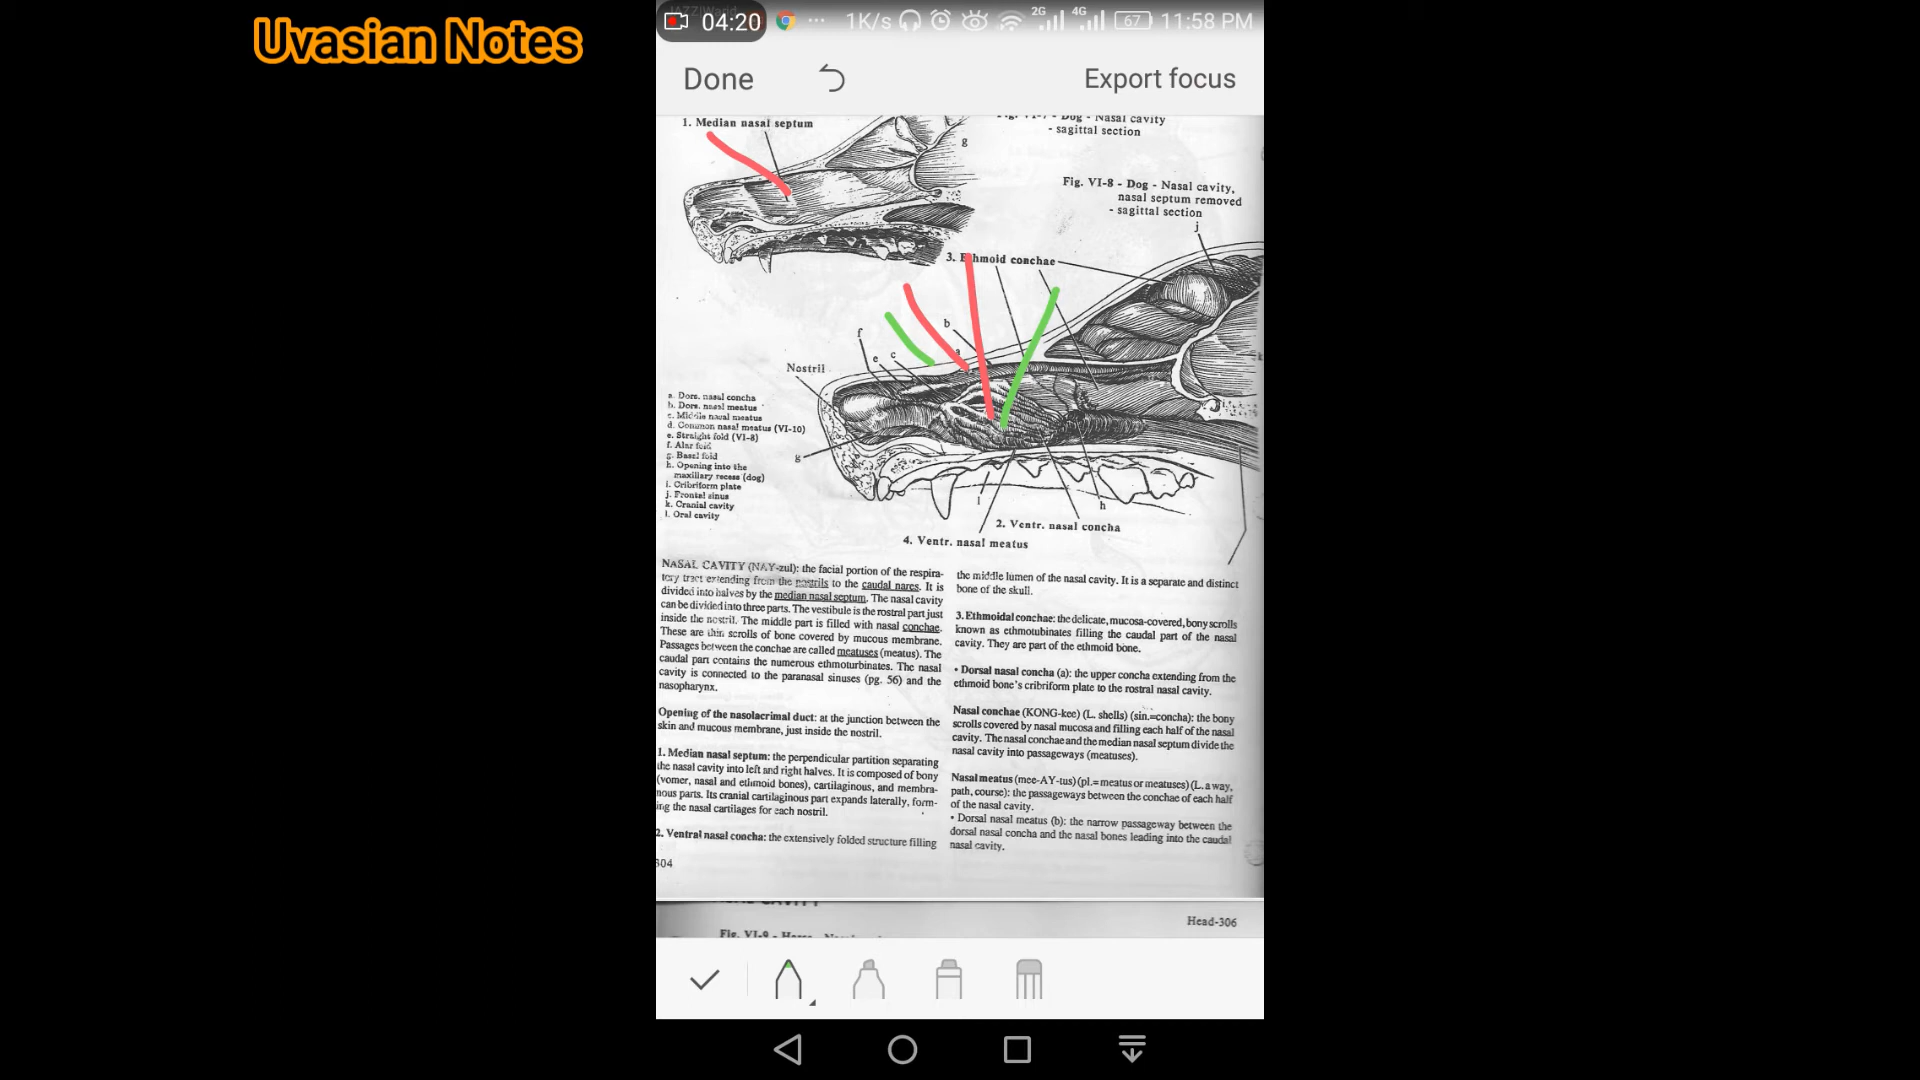 Uvasian Notes
04:20 ... 1K/s 2G 4G 67 11:58 PM
Done Export focus
1. Median nasal septum
Nasal cavity
- sagittal section
g
Fig. VI-8 - Dog - Nasal cavity,
nasal septum removed
- sagittal section
j
3. Ethmoid conchae
b
f
a
e c
Nostril
a. Dors. nasal concha
b. Dors. nasal meatus
c. Middle nasal meatus
d. Common nasal meatus (VI-10)
e. Straight fold (VI-8)
f. Alar fold
g. Basal fold
h. Opening into the
maxillary recess (dog)
i. Cribriform plate
j. Frontal sinus
k. Cranial cavity
l. Oral cavity
g
l
h
2. Ventr. nasal concha
4. Ventr. nasal meatus
NASAL CAVITY (NAY-zul): the facial portion of the respira-
tory tract extending from the nostrils to the caudal nares. It is
divided into halves by the median nasal septum. The nasal cavity
can be divided into three parts. The vestibule is the rostral part just
inside the nostril. The middle part is filled with nasal conchae.
These are thin scrolls of bone covered by mucous membrane.
Passages between the conchae are called meatuses (meatus). The
caudal part contains the numerous ethmoturbinates. The nasal
cavity is connected to the paranasal sinuses (pg. 56) and the
nasopharynx.
Opening of the nasolacrimal duct: at the junction between the
skin and mucous membrane, just inside the nostril.
1. Median nasal septum: the perpendicular partition separating
the nasal cavity into left and right halves. It is composed of bony
(vomer, nasal and ethmoid bones), cartilaginous, and membra-
nous parts. Its cranial cartilaginous part expands laterally, form-
ing the nasal cartilages for each nostril.
2. Ventral nasal concha: the extensively folded structure filling
304
the middle lumen of the nasal cavity. It is a separate and distinct
bone of the skull.
3. Ethmoidal conchae: the delicate, mucosa-covered, bony scrolls
known as ethmotubinates filling the caudal part of the nasal
cavity. They are part of the ethmoid bone.
• Dorsal nasal concha (a): the upper concha extending from the
ethmoid bone's cribriform plate to the rostral nasal cavity.
Nasal conchae (KONG-kee) (L. shells) (sin.=concha): the bony
scrolls covered by nasal mucosa and filling each half of the nasal
cavity. The nasal conchae and the median nasal septum divide the
nasal cavity into passageways (meatuses).
Nasal meatus (mee-AY-tus) (pl.= meatus or meatuses) (L. a way,
path, course): the passageways between the conchae of each half
of the nasal cavity.
• Dorsal nasal meatus (b): the narrow passageway between the
dorsal nasal concha and the nasal bones leading into the caudal
nasal cavity.
Head-306
Fig. VI-9